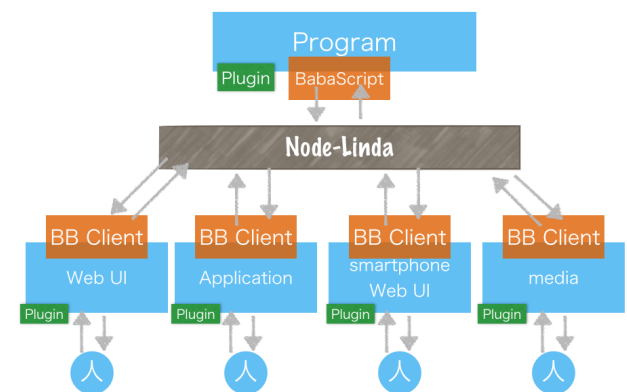 Program
Plugin
BabaScript
Node-Linda
BB Client
BB Client
BB Client
BB Client
Web UI
Application
smartphone
Web UI
media
Plugin
Plugin
Plugin
Plugin
人
人
人
人